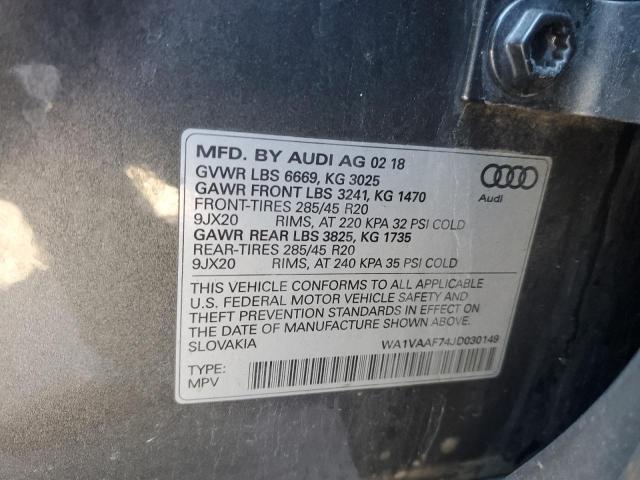 MFD. BY AUDI AG 02 18
GVWR LBS 6669, KG 3025
GAWR FRONT LBS 3241, KG 1470
FRONT-TIRES 285/45 R20
9JX20 RIMS, AT 220 KPA 32 PSI COLD
GAWR REAR LBS 3825, KG 1735
REAR-TIRES 285/45 R20
9JX20 RIMS, AT 240 KPA 35 PSI COLD
Audi
THIS VEHICLE CONFORMS TO ALL APPLICABLE
U.S. FEDERAL MOTOR VEHICLE SAFETY AND
THEFT PREVENTION STANDARDS IN EFFECT ON
THE DATE OF MANUFACTURE SHOWN ABOVE.
SLOVAKIA WA1VAAF74JD030149
TYPE:
MPV